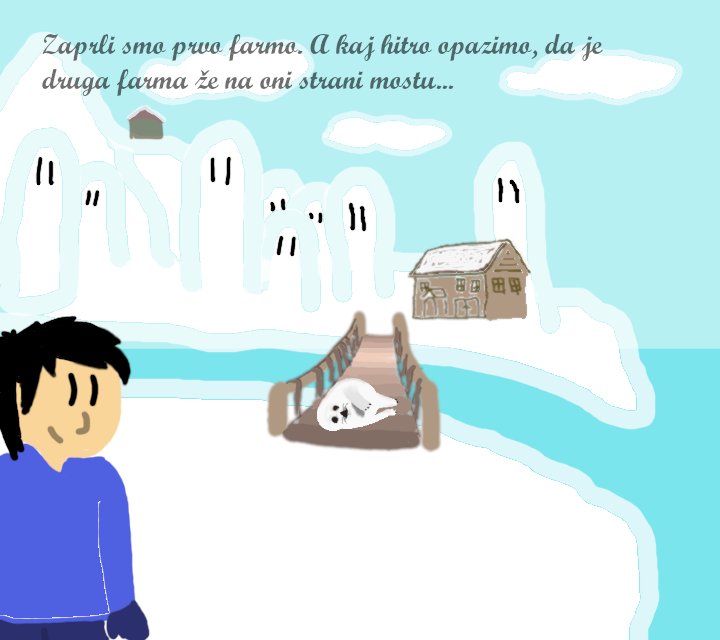 Zaprli smo prvo farmo. A kaj hitro opazimo, da je
druga farma že na oni strani mostu...